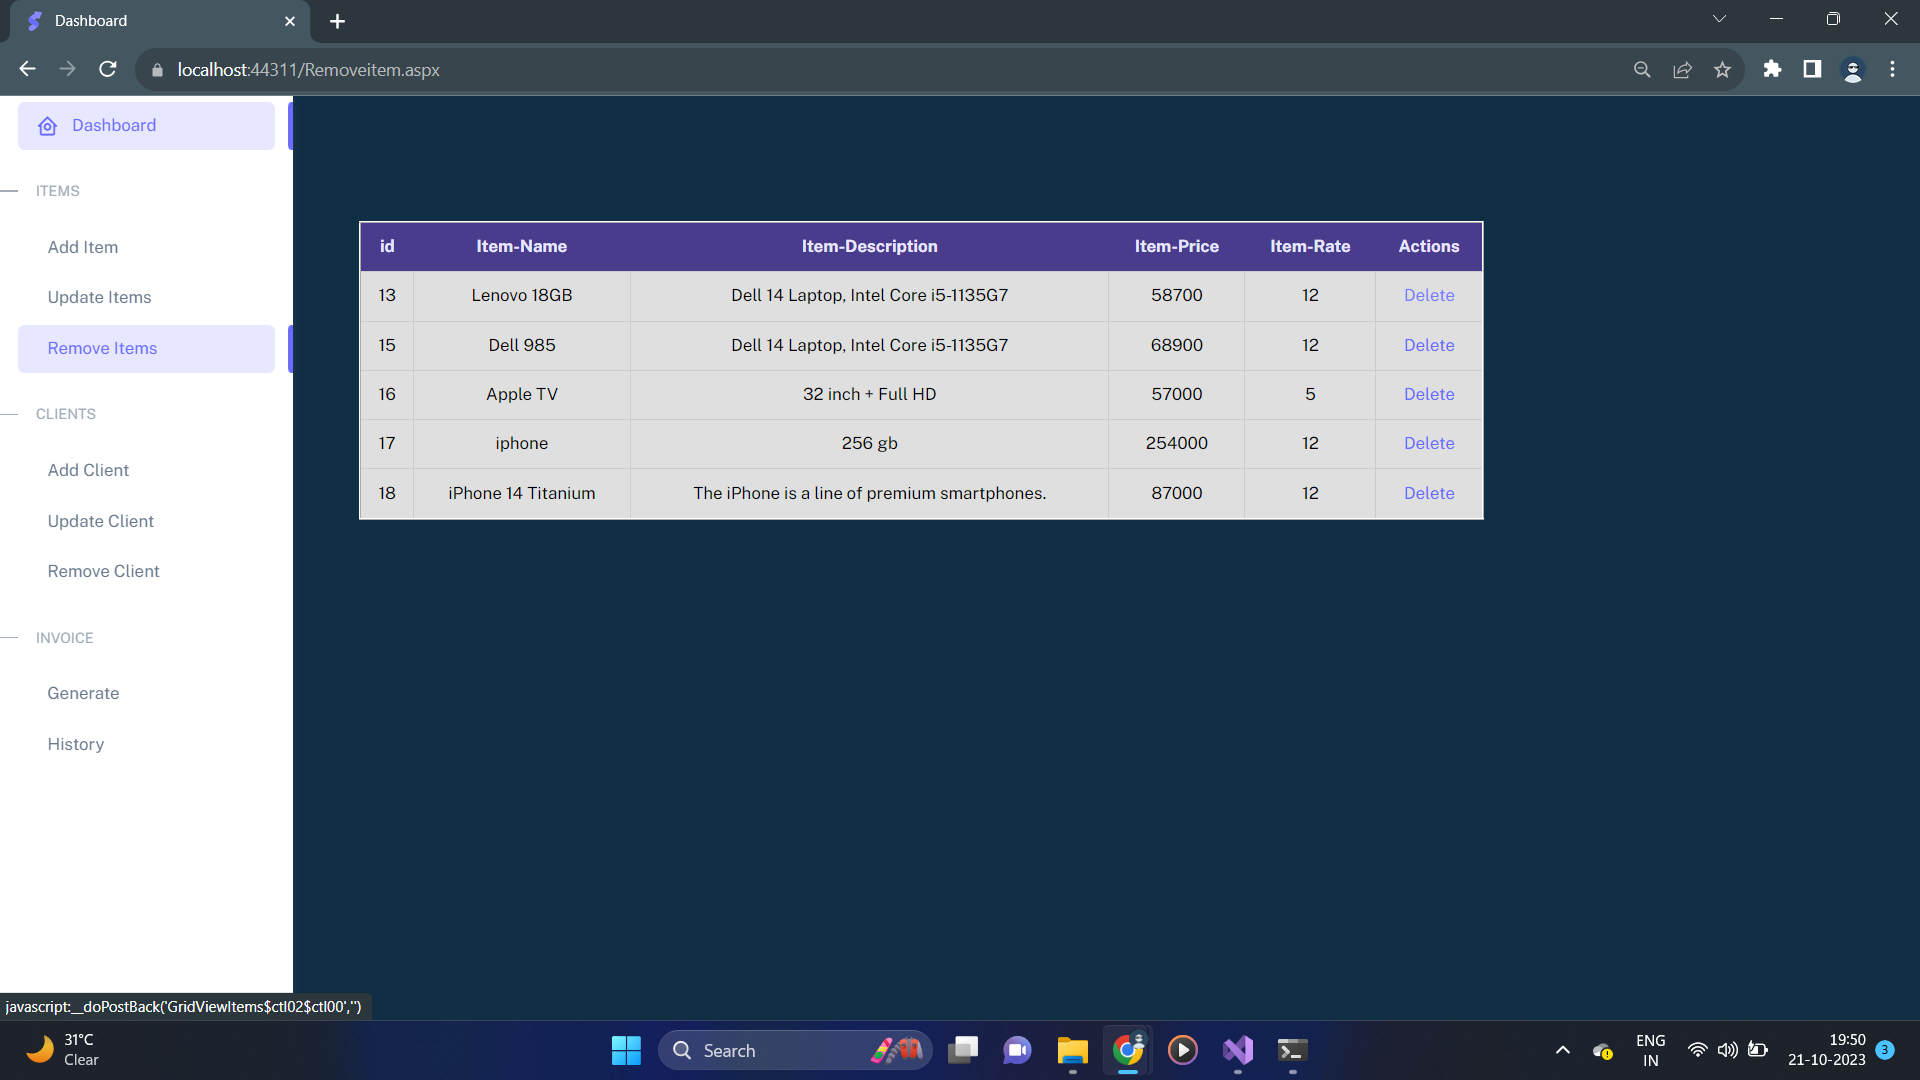 Dashboard
localhost:44311/Removeitem.aspx
Dashboard
ITEMS
Add Item
Update Items
Remove Items
CLIENTS
Add Client
Update Client
Remove Client
INVOICE
Generate
History
id Item-Name Item-Description Item-Price Item-Rate Actions
13 Lenovo 18GB Dell 14 Laptop, Intel Core i5-1135G7 58700 12 Delete
15 Dell 985 Dell 14 Laptop, Intel Core i5-1135G7 68900 12 Delete
16 Apple TV 32 inch + Full HD 57000 5 Delete
17 iphone 256 gb 254000 12 Delete
18 iPhone 14 Titanium The iPhone is a line of premium smartphones. 87000 12 Delete
javascript:__doPostBack('GridViewItems$ctl02$ctl00','')
31°C
Clear
Search
ENG
IN
19:50
21-10-2023
3